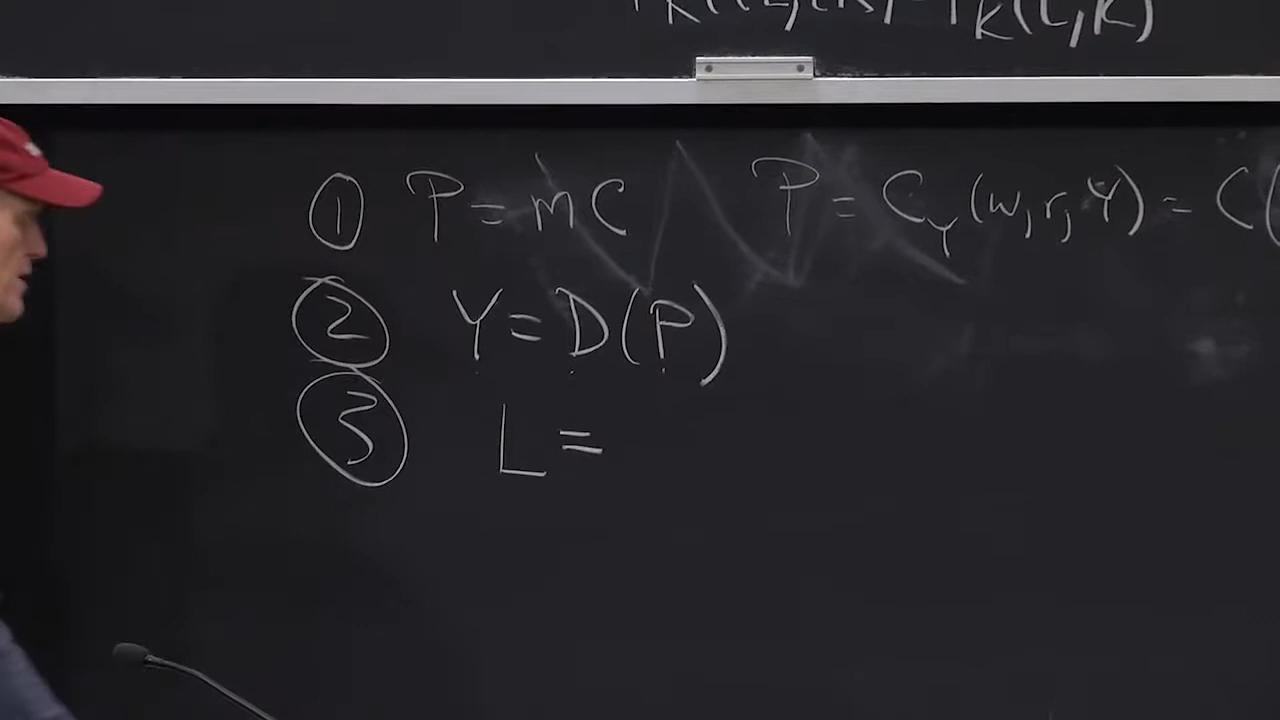 K(L,K)
① P = mC P = C_Y(w,r,Y) = C(
② Y = D(P)
③ L =